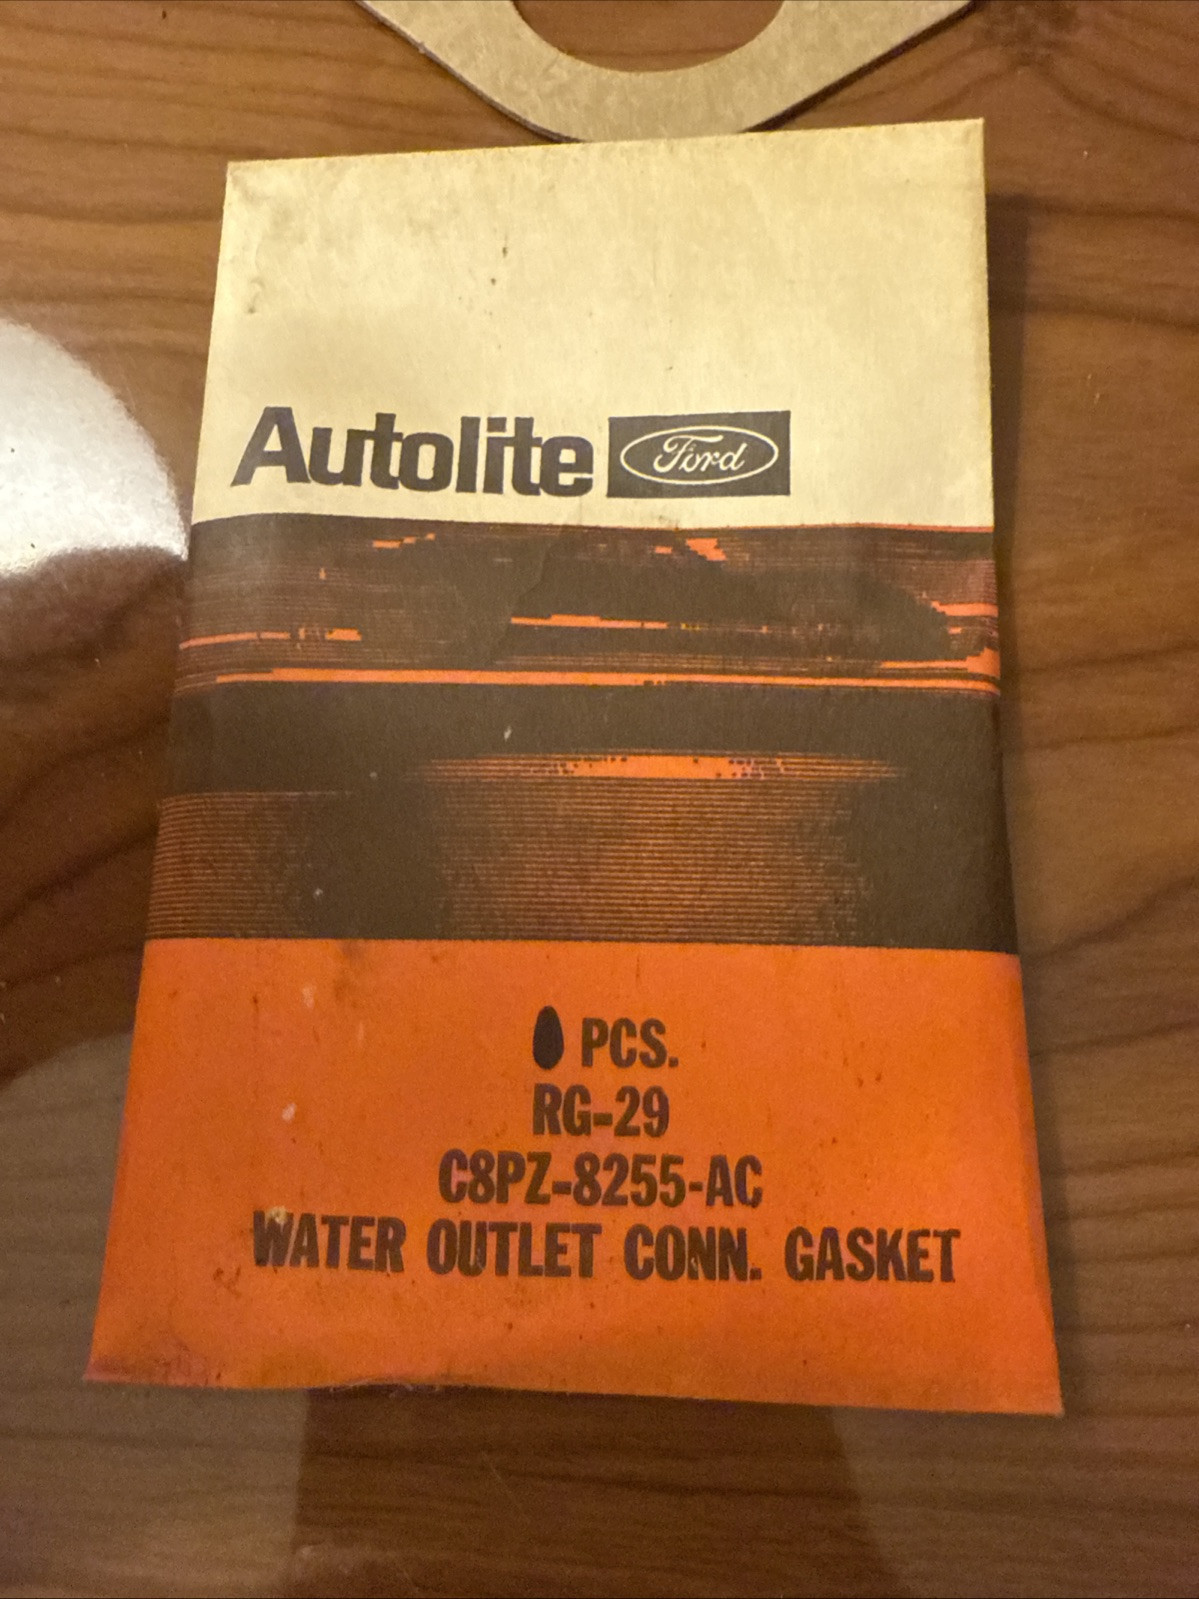 Autolite Ford
PCS.
RG-29
C8PZ-8255-AC
WATER OUTLET CONN. GASKET